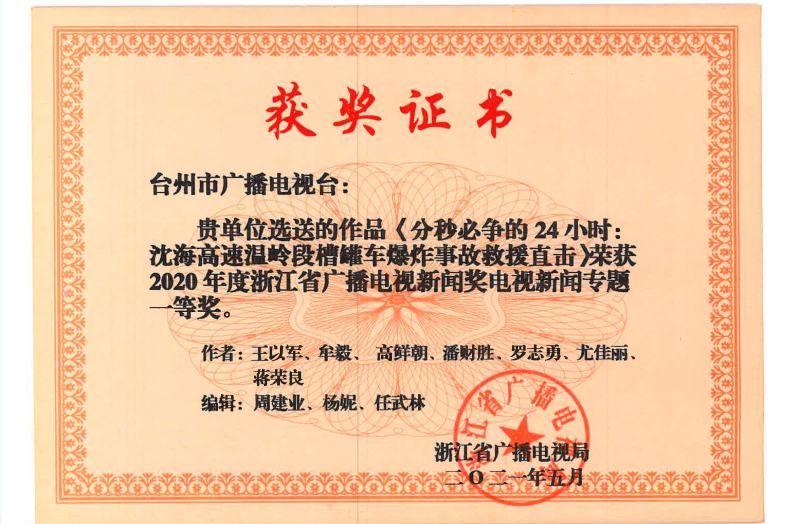 获奖证书
台州市广播电视台：
贵单位选送的作品《分秒必争的24小时：
沈海高速温岭段槽罐车爆炸事故救援直击》荣获
2020年度浙江省广播电视新闻奖电视新闻专题
一等奖。
作者：王以军、牟毅、 高鲜朝、潘财胜、罗志勇、尤佳丽、
蒋荣良
编辑：周建业、杨妮、任武林
浙江省广播电视局
浙江省广播电视局
二〇二一年五月